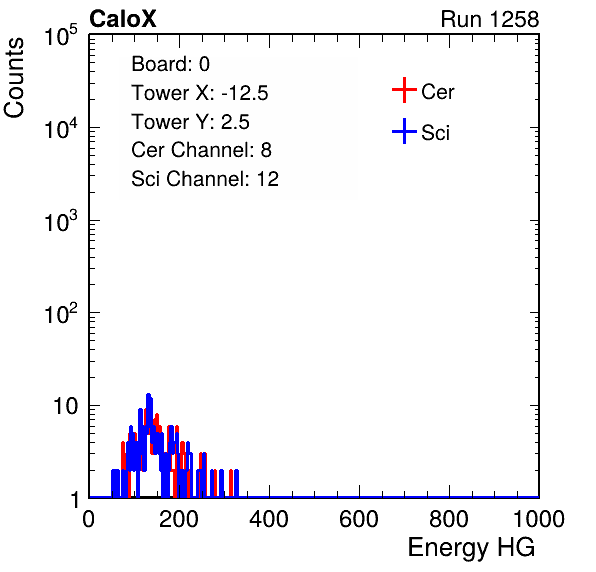 CaloX Run 1258
Counts
Board: 0
Tower X: -12.5
Tower Y: 2.5
Cer Channel: 8
Sci Channel: 12
Cer
Sci
10^5
10^4
10^3
10^2
10
1
0 200 400 600 800 1000
Energy HG